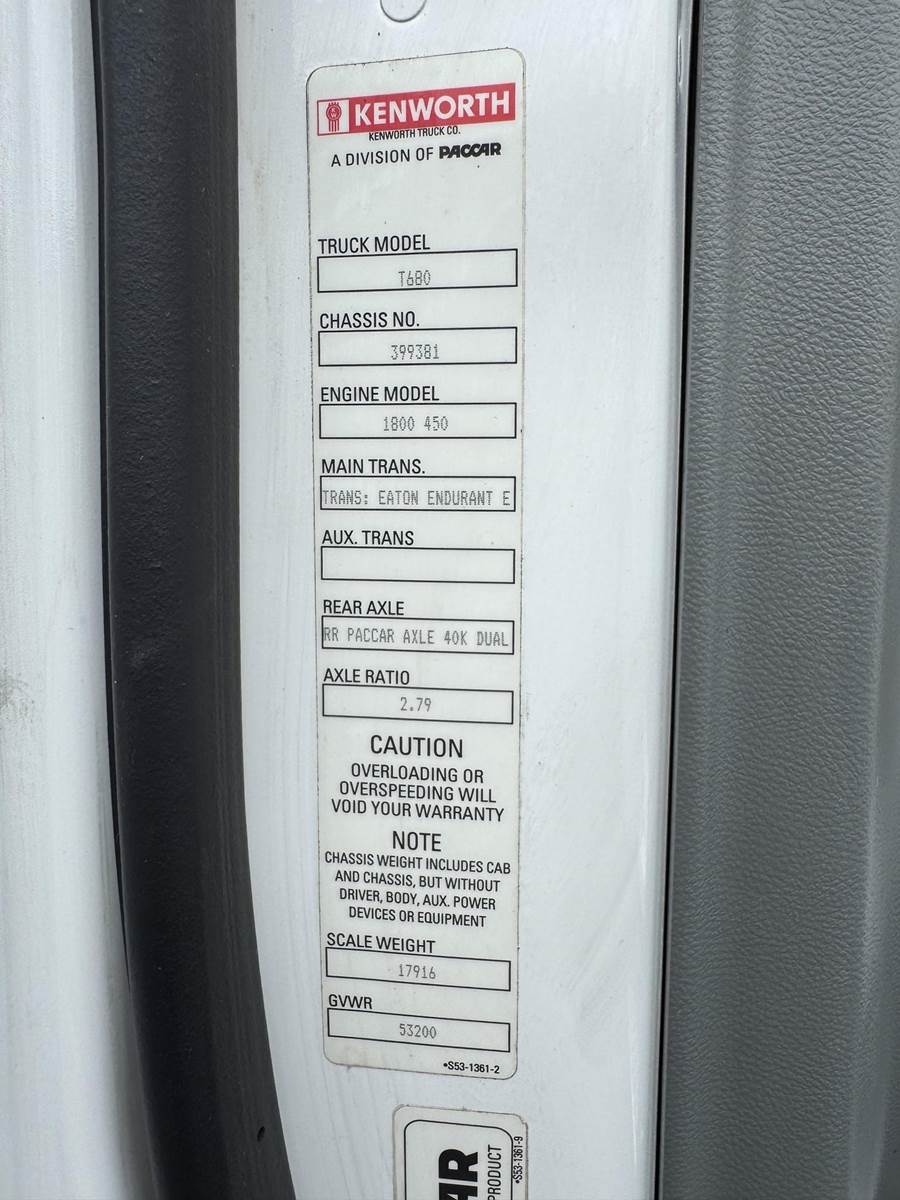 KENWORTH
KENWORTH TRUCK CO.
A DIVISION OF PACCAR
TRUCK MODEL
T680
CHASSIS NO.
399381
ENGINE MODEL
1800 450
MAIN TRANS.
TRANS: EATON ENDURANT E
AUX. TRANS
REAR AXLE
RR PACCAR AXLE 40K DUAL
AXLE RATIO
2.79
CAUTION
OVERLOADING OR
OVERSPEEDING WILL
VOID YOUR WARRANTY
NOTE
CHASSIS WEIGHT INCLUDES CAB
AND CHASSIS, BUT WITHOUT
DRIVER, BODY, AUX. POWER
DEVICES OR EQUIPMENT
SCALE WEIGHT
17916
GVWR
53200
•S53-1361-2
AR
PRODUCT
•S53-1361-9